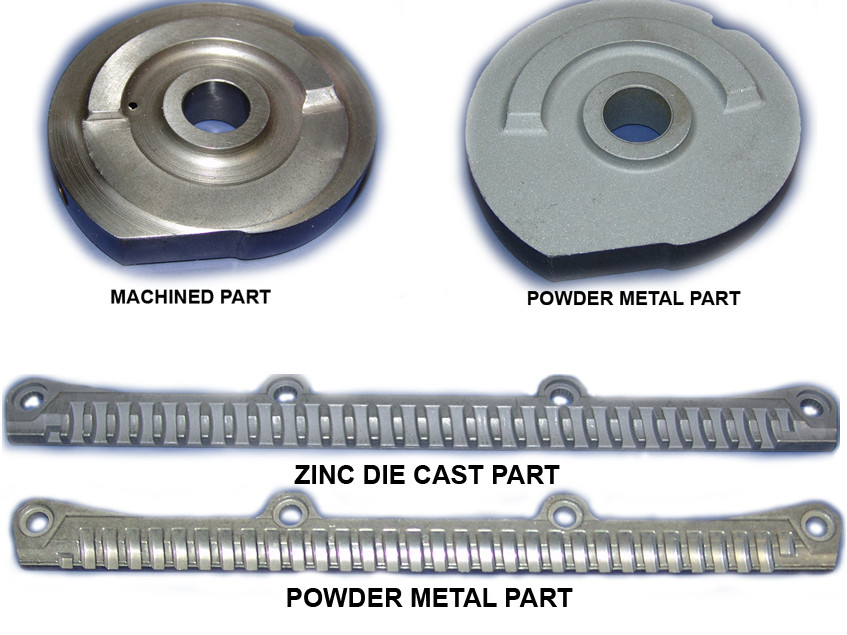 MACHINED PART
POWDER METAL PART
ZINC DIE CAST PART
POWDER METAL PART